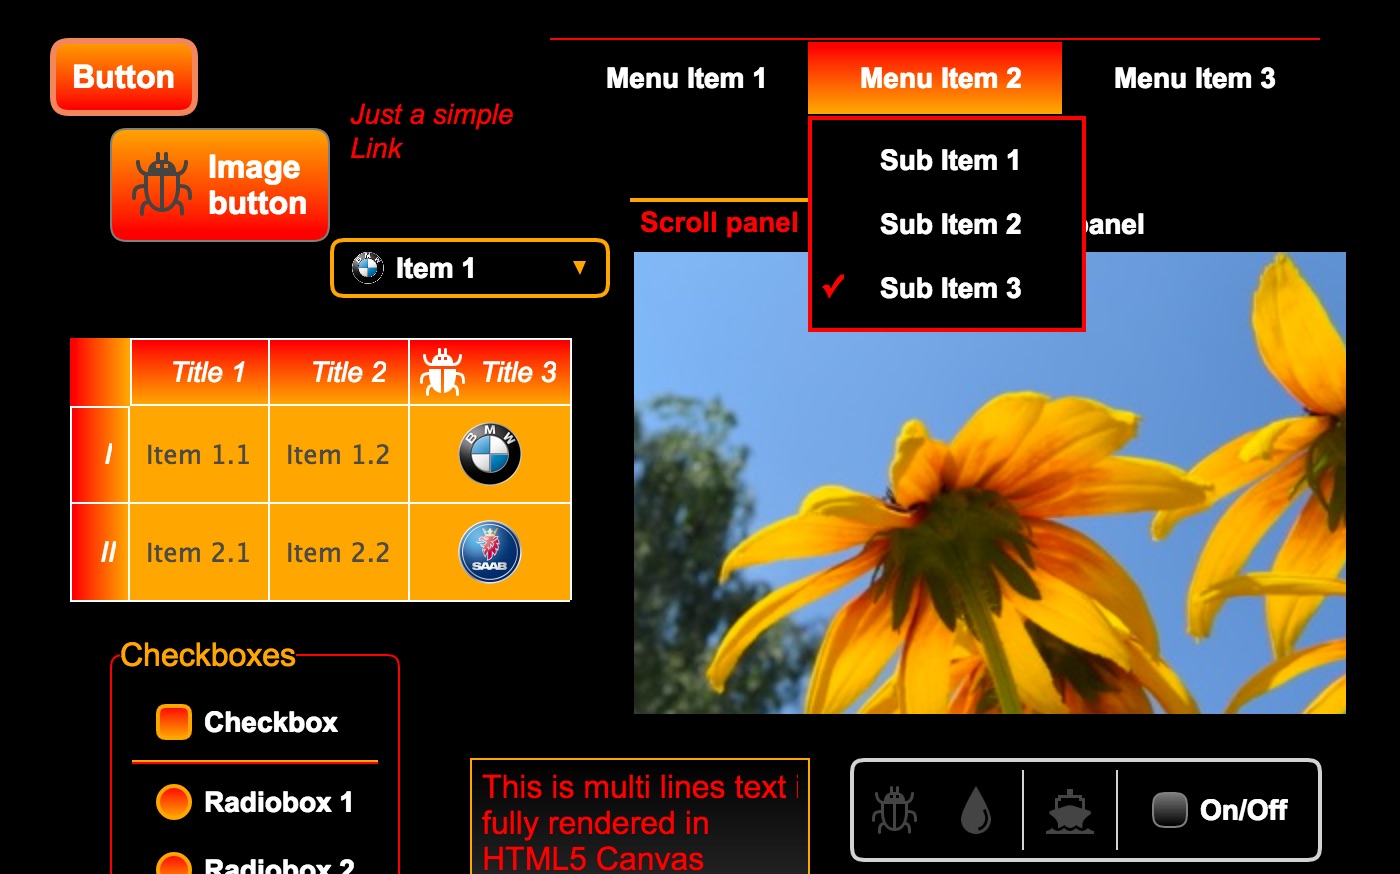 Button
Menu Item 1
Menu Item 2
Menu Item 3
Just a simple
Link
Image
button
Sub Item 1
Sub Item 2
Sub Item 3
Scroll panel
panel
Item 1
Title 1
Title 2
Title 3
I
Item 1.1
Item 1.2
BMW
II
Item 2.1
Item 2.2
SAAB
Checkboxes
Checkbox
Radiobox 1
Radiobox 2
This is multi lines text
fully rendered in
HTML5 Canvas
On/Off